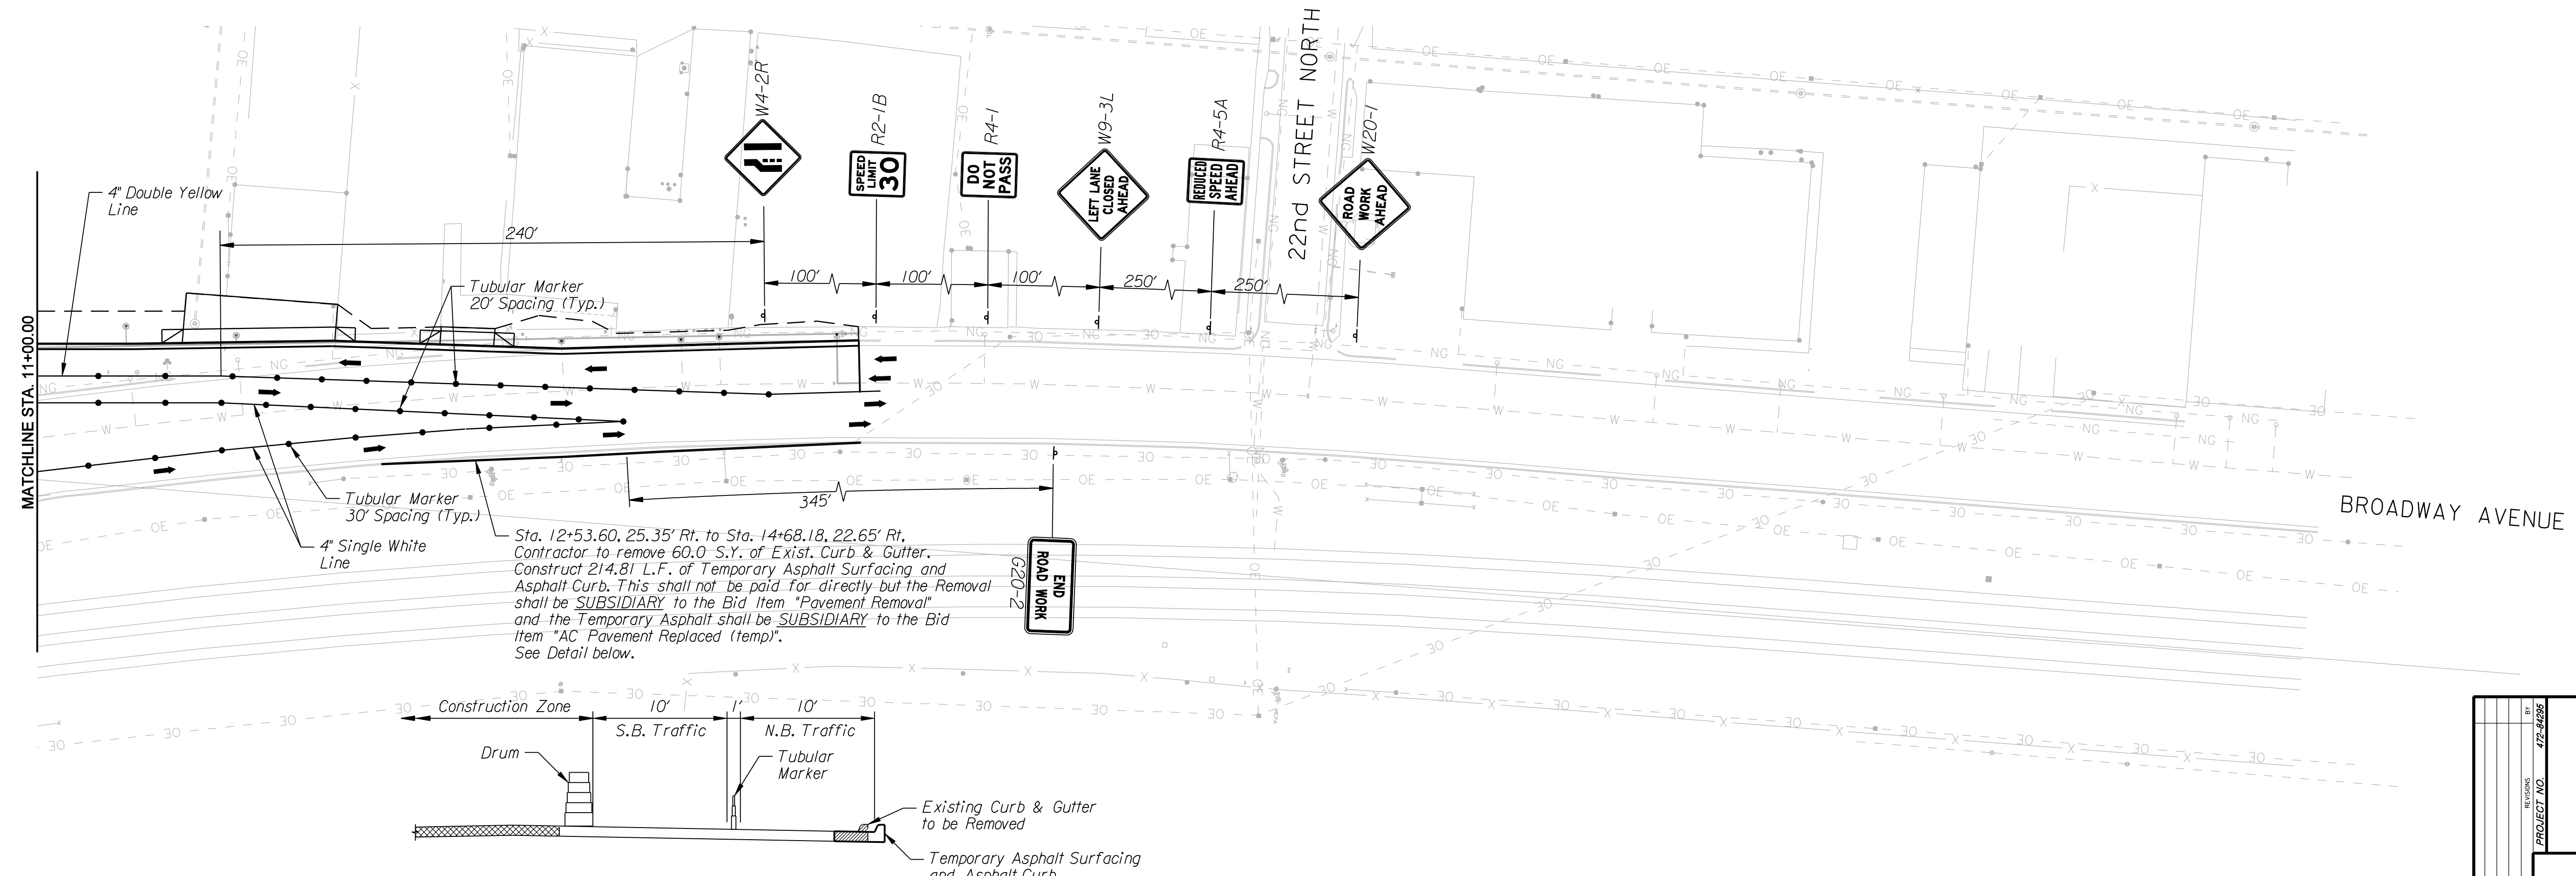 MATCHLINE STA. 11+00.00
4" Double Yellow
Line
240'
W4-2R
R2-1B
SPEED
LIMIT
30
R4-1
DO
NOT
PASS
W9-3L
LEFT LANE
CLOSED
AHEAD
R4-5A
REDUCED
SPEED
AHEAD
22nd STREET NORTH
W20-1
ROAD
WORK
AHEAD
100'
100'
100'
250'
250'
Tubular Marker
20' Spacing (Typ.)
Tubular Marker
30' Spacing (Typ.)
4" Single White
Line
345'
Sta. 12+53.60, 25.35' Rt. to Sta. 14+68.18, 22.65' Rt,
Contractor to remove 60.0 S.Y. of Exist. Curb & Gutter.
Construct 214.81 L.F. of Temporary Asphalt Surfacing and
Asphalt Curb. This shall not be paid for directly but the Removal
shall be SUBSIDIARY to the Bid Item "Pavement Removal"
and the Temporary Asphalt shall be SUBSIDIARY to the Bid
Item "AC Pavement Replaced (temp)".
See Detail below.
G20-2
END
ROAD WORK
BROADWAY AVENUE
Construction Zone
10'
1'
10'
S.B. Traffic
N.B. Traffic
Drum
Tubular
Marker
Existing Curb & Gutter
to be Removed
Temporary Asphalt Surfacing
and Asphalt Curb
BY
REVISIONS
PROJECT NO.
472-84295